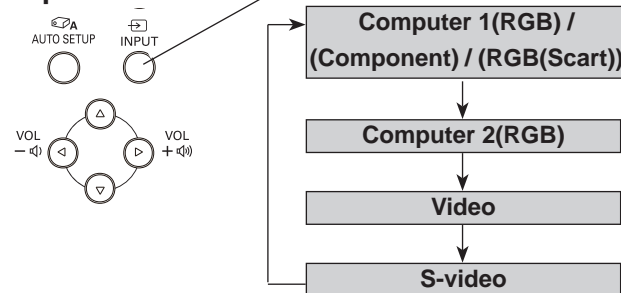 A
AUTO SETUP
INPUT
VOL
−
VOL
+
Computer 1(RGB) /
(Component) / (RGB(Scart))
Computer 2(RGB)
Video
S-video